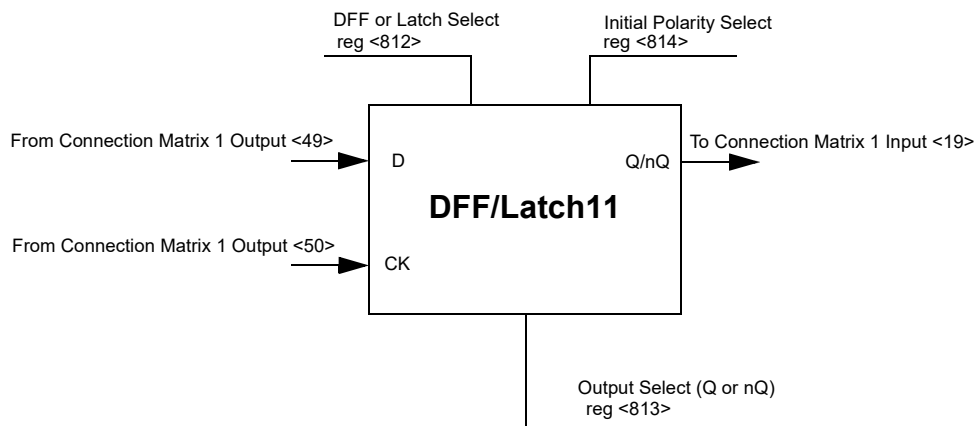 DFF or Latch Select
reg <812>
Initial Polarity Select
reg <814>
From Connection Matrix 1 Output <49>
To Connection Matrix 1 Input <19>
D
Q/nQ
DFF/Latch11
From Connection Matrix 1 Output <50>
CK
Output Select (Q or nQ)
reg <813>